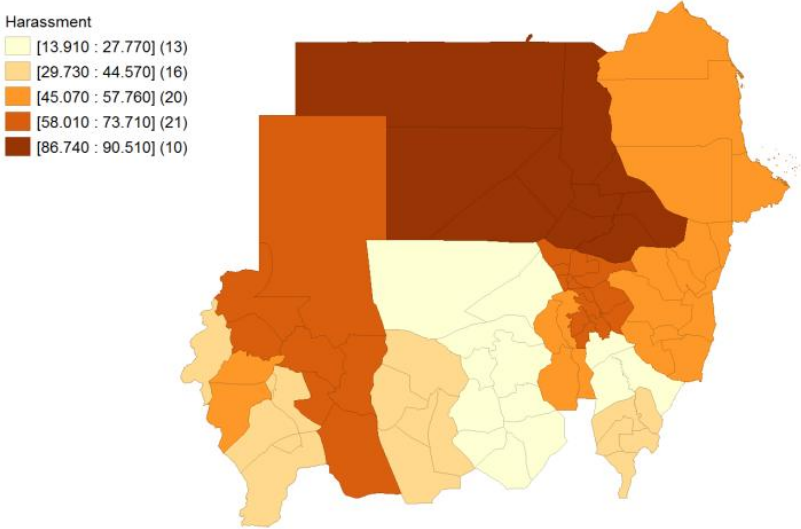 Harassment
[13.910 : 27.770] (13)
[29.730 : 44.570] (16)
[45.070 : 57.760] (20)
[58.010 : 73.710] (21)
[86.740 : 90.510] (10)